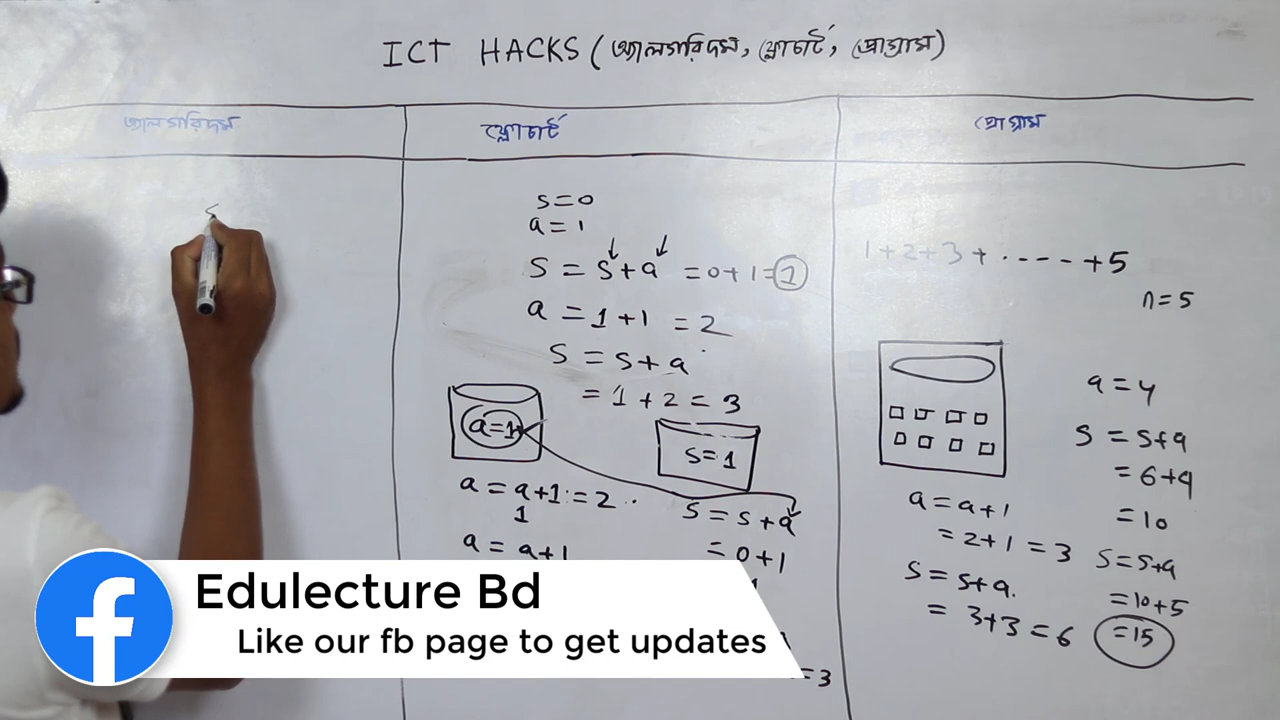 ICT HACKS (অ্যালগরিদম, ফ্লোচার্ট, প্রোগ্রাম)
অ্যালগরিদম
ফ্লোচার্ট
প্রোগ্রাম
S
S=0
a=1
S = S+a =0+1=1
a = 1+1 = 2
S = S+a
= 1+2=3
a=1
S=1
a = a+1 = 2
1
a = a+1
S = S+a
= 0+1
=3
1+2+3+.....+5
n=5
a=4
S = S+a
= 6+4
=10
S=S+a
=10+5
=15
a=a+1
=2+1=3
S=S+a.
= 3+3=6
Edulecture Bd
Like our fb page to get updates